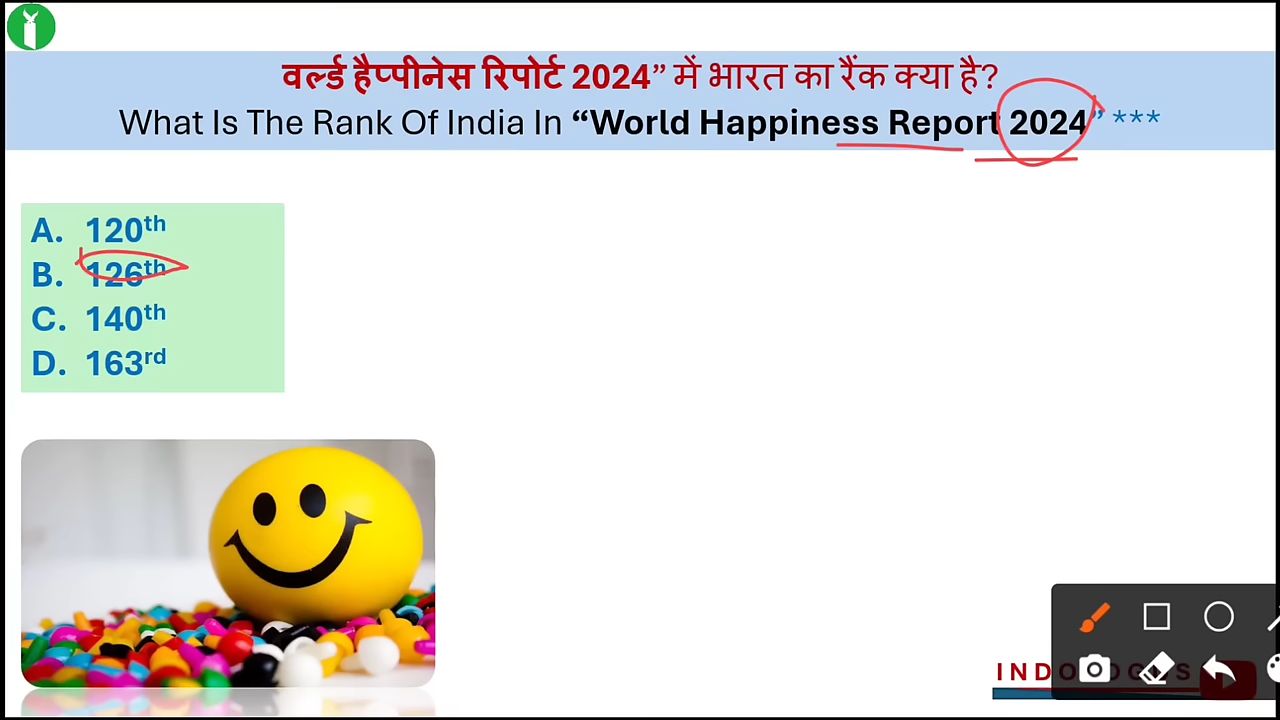 वर्ल्ड हैप्पीनेस रिपोर्ट 2024” में भारत का रैंक क्या है?
What Is The Rank Of India In “World Happiness Report 2024” ***
A. 120th
B. 126th
C. 140th
D. 163rd